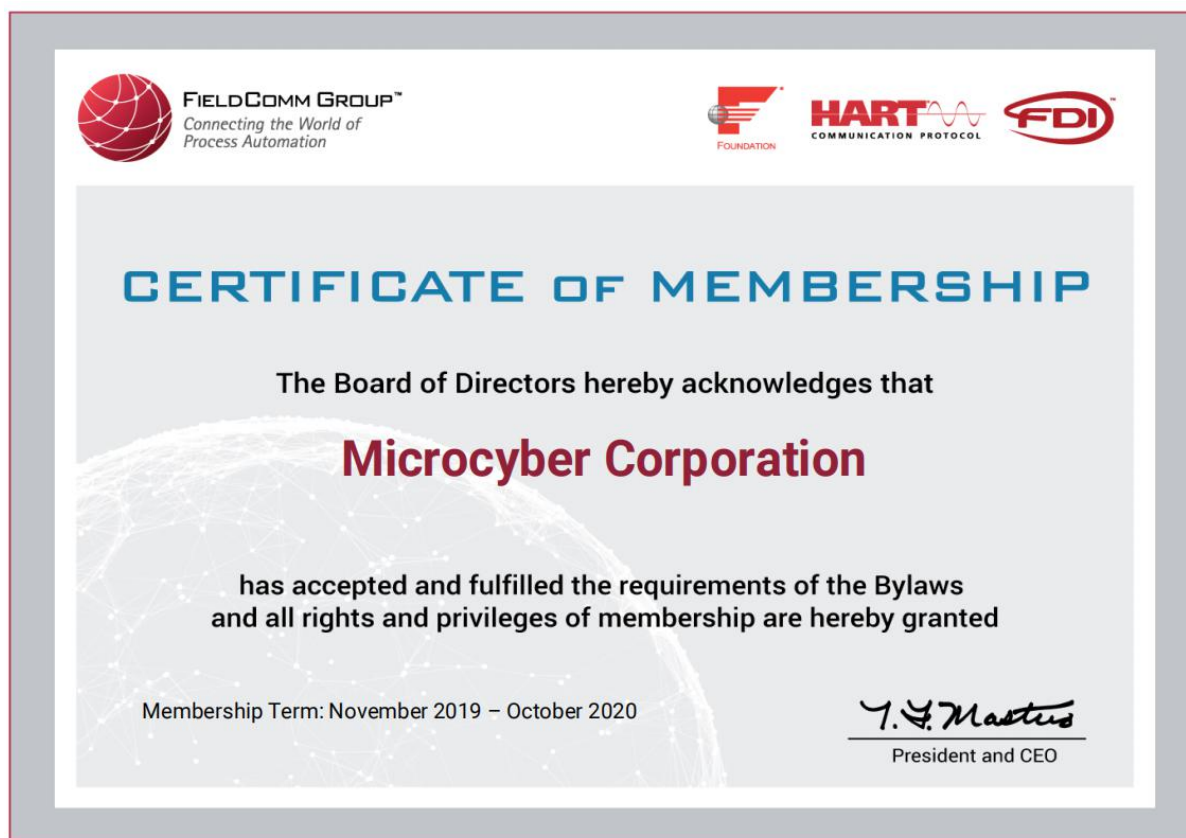 FIELDCOMM GROUP™
Connecting the World of
Process Automation
FOUNDATION
HART
COMMUNICATION PROTOCOL
FDI™
CERTIFICATE OF MEMBERSHIP
The Board of Directors hereby acknowledges that
Microcyber Corporation
has accepted and fulfilled the requirements of the Bylaws
and all rights and privileges of membership are hereby granted
Membership Term: November 2019 – October 2020
T.F. Masters
President and CEO